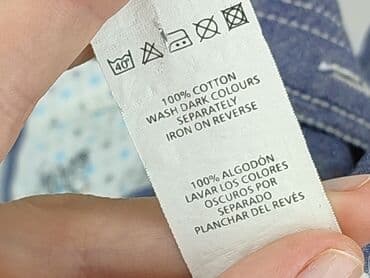 40°
100% COTTON
WASH DARK COLOURS
SEPARATELY
IRON ON REVERSE
100% ALGODÓN
LAVAR LOS COLORES
OSCUROS POR
SEPARADO
PLANCHAR DEL REVÉS